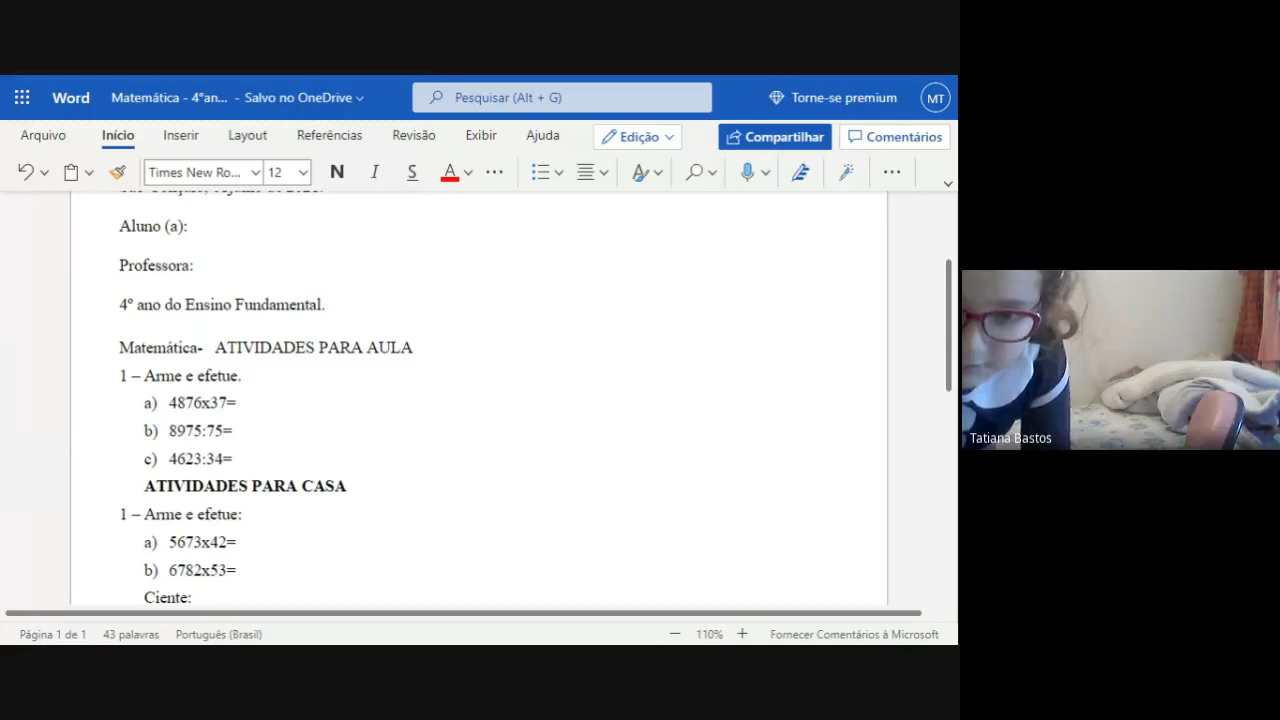 Word Matemática - 4°an... - Salvo no OneDrive Pesquisar (Alt + G) Torne-se premium MT
Arquivo Início Inserir Layout Referências Revisão Exibir Ajuda Edição Compartilhar Comentários
Times New Ro... 12 N I S A ...
Aluno (a):
Professora:
4º ano do Ensino Fundamental.
Matemática- ATIVIDADES PARA AULA
1 – Arme e efetue.
a) 4876x37=
b) 8975:75=
c) 4623:34=
ATIVIDADES PARA CASA
1 – Arme e efetue:
a) 5673x42=
b) 6782x53=
Ciente:
Página 1 de 1 43 palavras Português (Brasil) 110% Fornecer Comentários à Microsoft
Tatiana Bastos